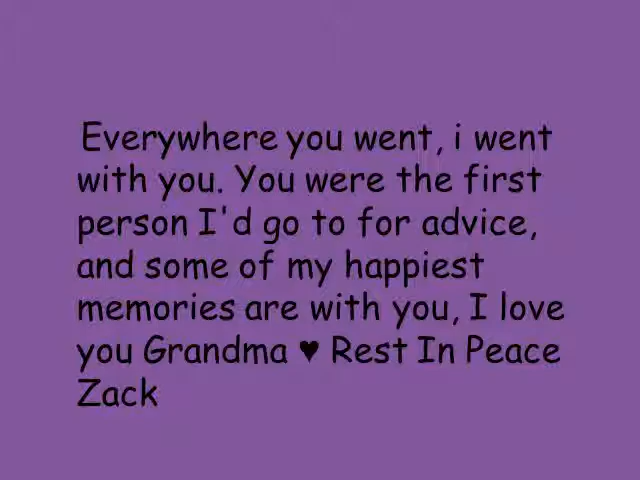 Everywhere you went, i went
with you. You were the first
person I'd go to for advice,
and some of my happiest
memories are with you, I love
you Grandma ♥ Rest In Peace
Zack